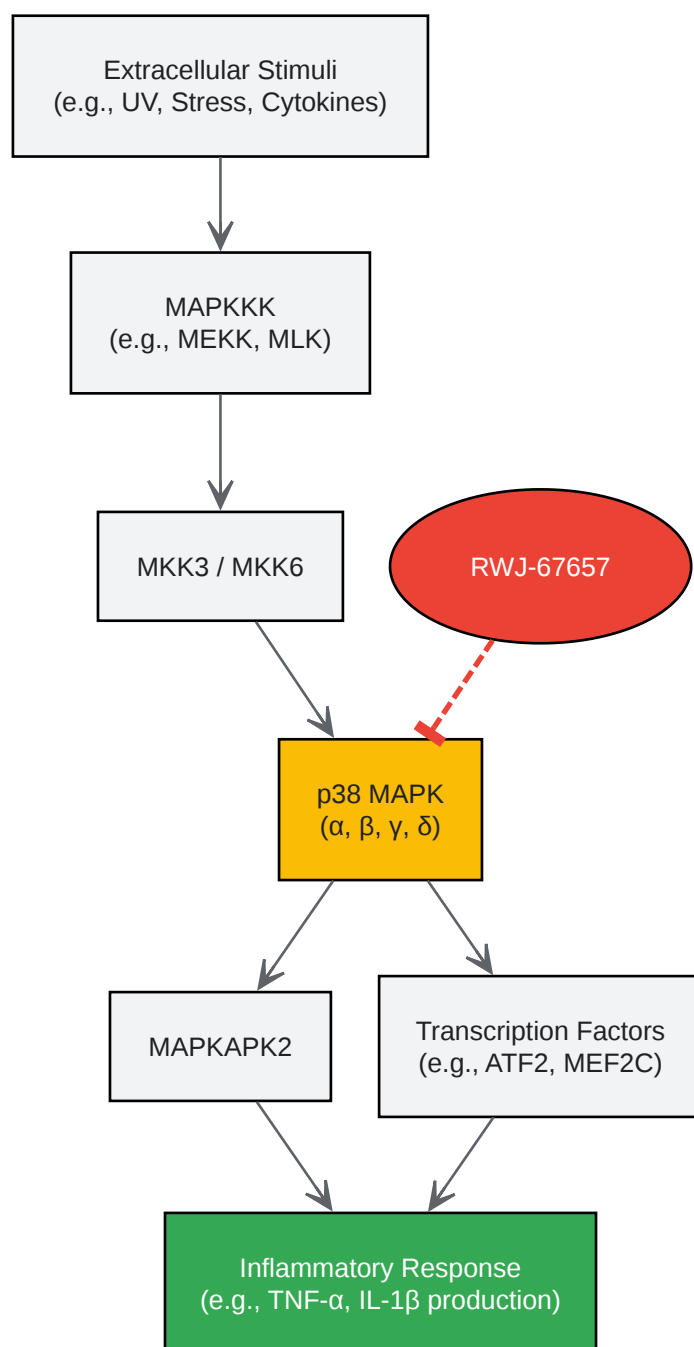 Extracellular Stimuli
(e.g., UV, Stress, Cytokines)
MAPKKK
(e.g., MEKK, MLK)
MKK3 / MKK6
RWJ-67657
p38 MAPK
(α, β, γ, δ)
MAPKAPK2
Transcription Factors
(e.g., ATF2, MEF2C)
Inflammatory Response
(e.g., TNF-α, IL-1β production)